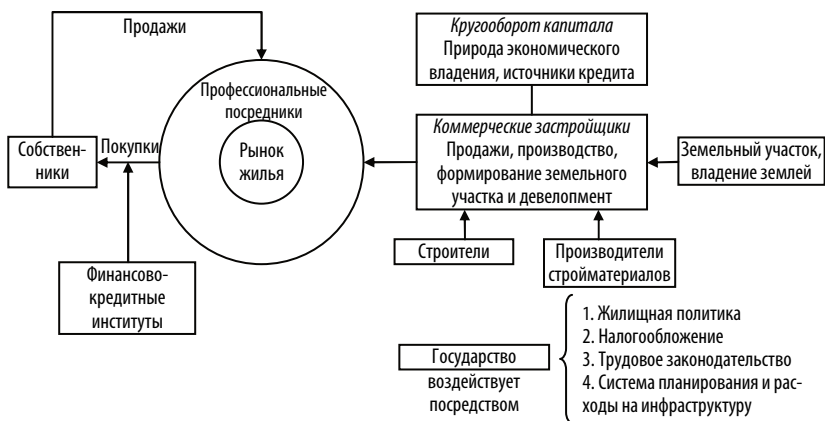 Продажи
Кругооборот капитала
Природа экономического
владения, источники кредита
Профессиональные
посредники
Рынок
жилья
Собствен-
ники
Покупки
Коммерческие застройщики
Продажи, производство,
формирование земельного
участка и девелопмент
Земельный участок,
владение землей
Строители
Производители
стройматериалов
Финансово-
кредитные
институты
Государство
воздействует
посредством
1. Жилищная политика
2. Налогообложение
3. Трудовое законодательство
4. Система планирования и рас-
ходы на инфраструктуру